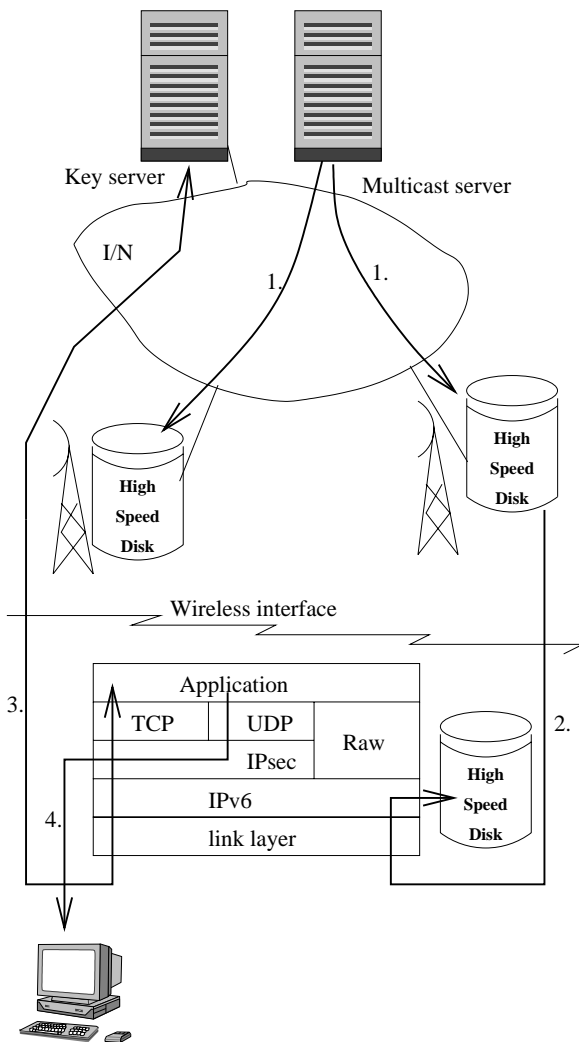 Key server
Multicast server
I/N
1.
1.
High
Speed
Disk
High
Speed
Disk
Wireless interface
3.
Application
TCP
UDP
Raw
2.
IPsec
High
Speed
Disk
IPv6
4.
link layer